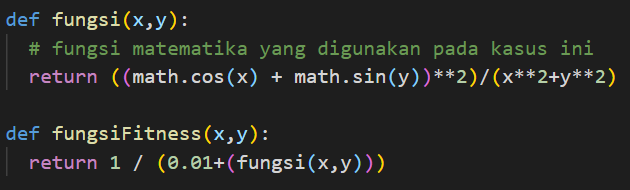 def fungsi(x,y):
# fungsi matematika yang digunakan pada kasus ini
return ((math.cos(x) + math.sin(y))**2)/(x**2+y**2)
def fungsiFitness(x,y):
return 1 / (0.01+(fungsi(x,y)))